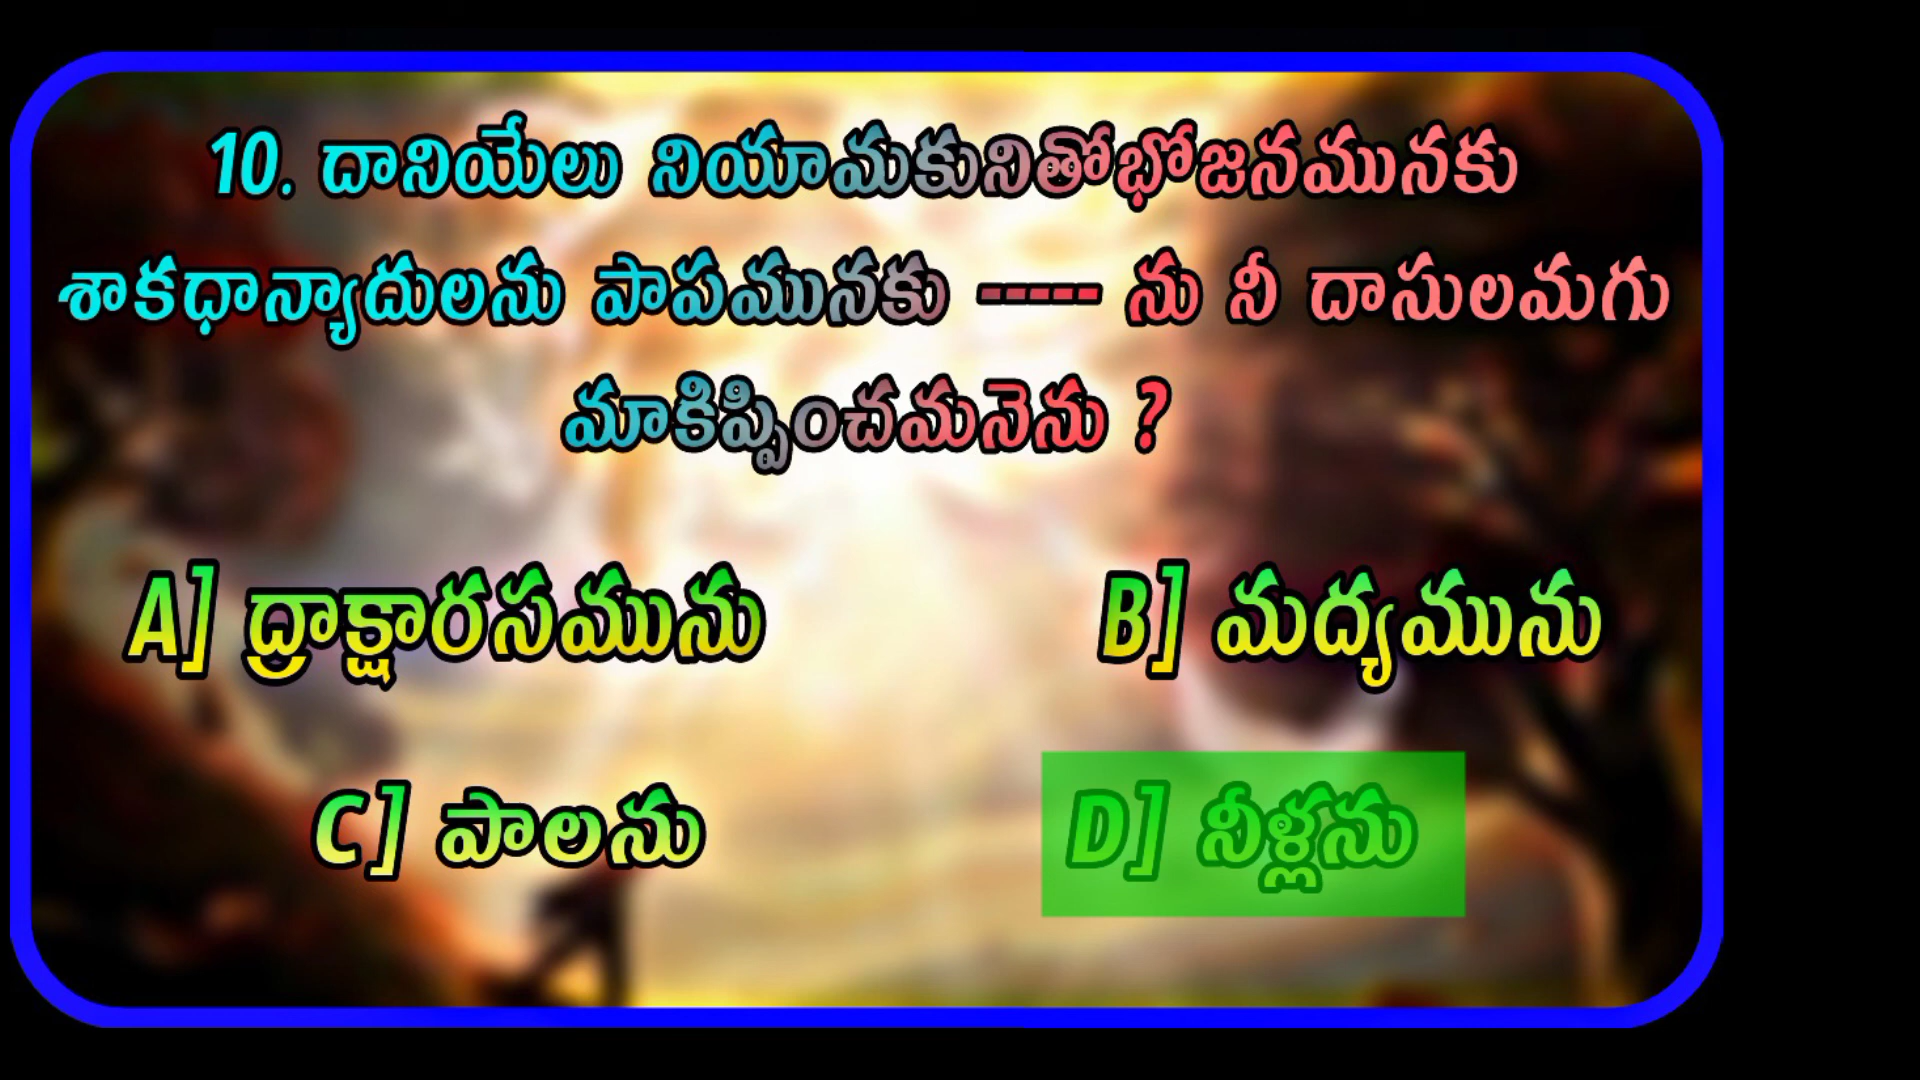 10. దానియేలు నియామకునితోభోజనమునకు
శాకధాన్యాదులను పాపమునకు ----- ను నీ దాసులమగు
మాకిప్పించమనెను ?
A] ద్రాక్షారసమును
B] మద్యమును
C] పాలను
D] నీళ్లను